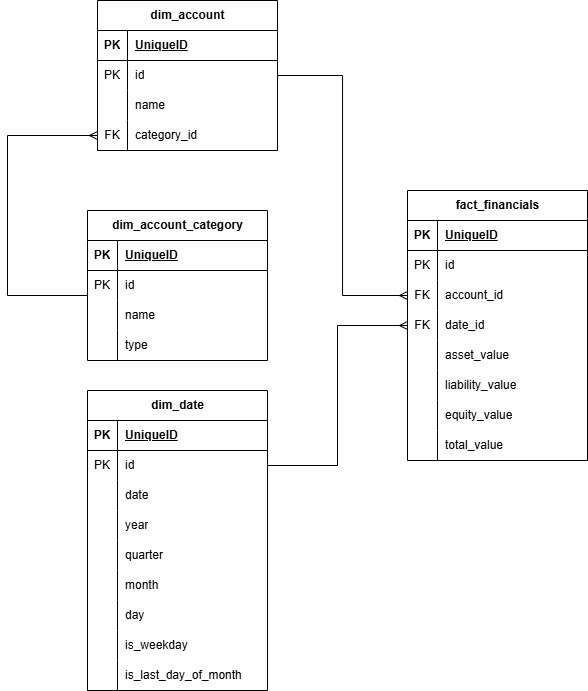 dim_account
PK UniqueID
PK id
name
FK category_id
dim_account_category
PK UniqueID
PK id
name
type
dim_date
PK UniqueID
PK id
date
year
quarter
month
day
is_weekday
is_last_day_of_month
fact_financials
PK UniqueID
PK id
FK account_id
FK date_id
asset_value
liability_value
equity_value
total_value